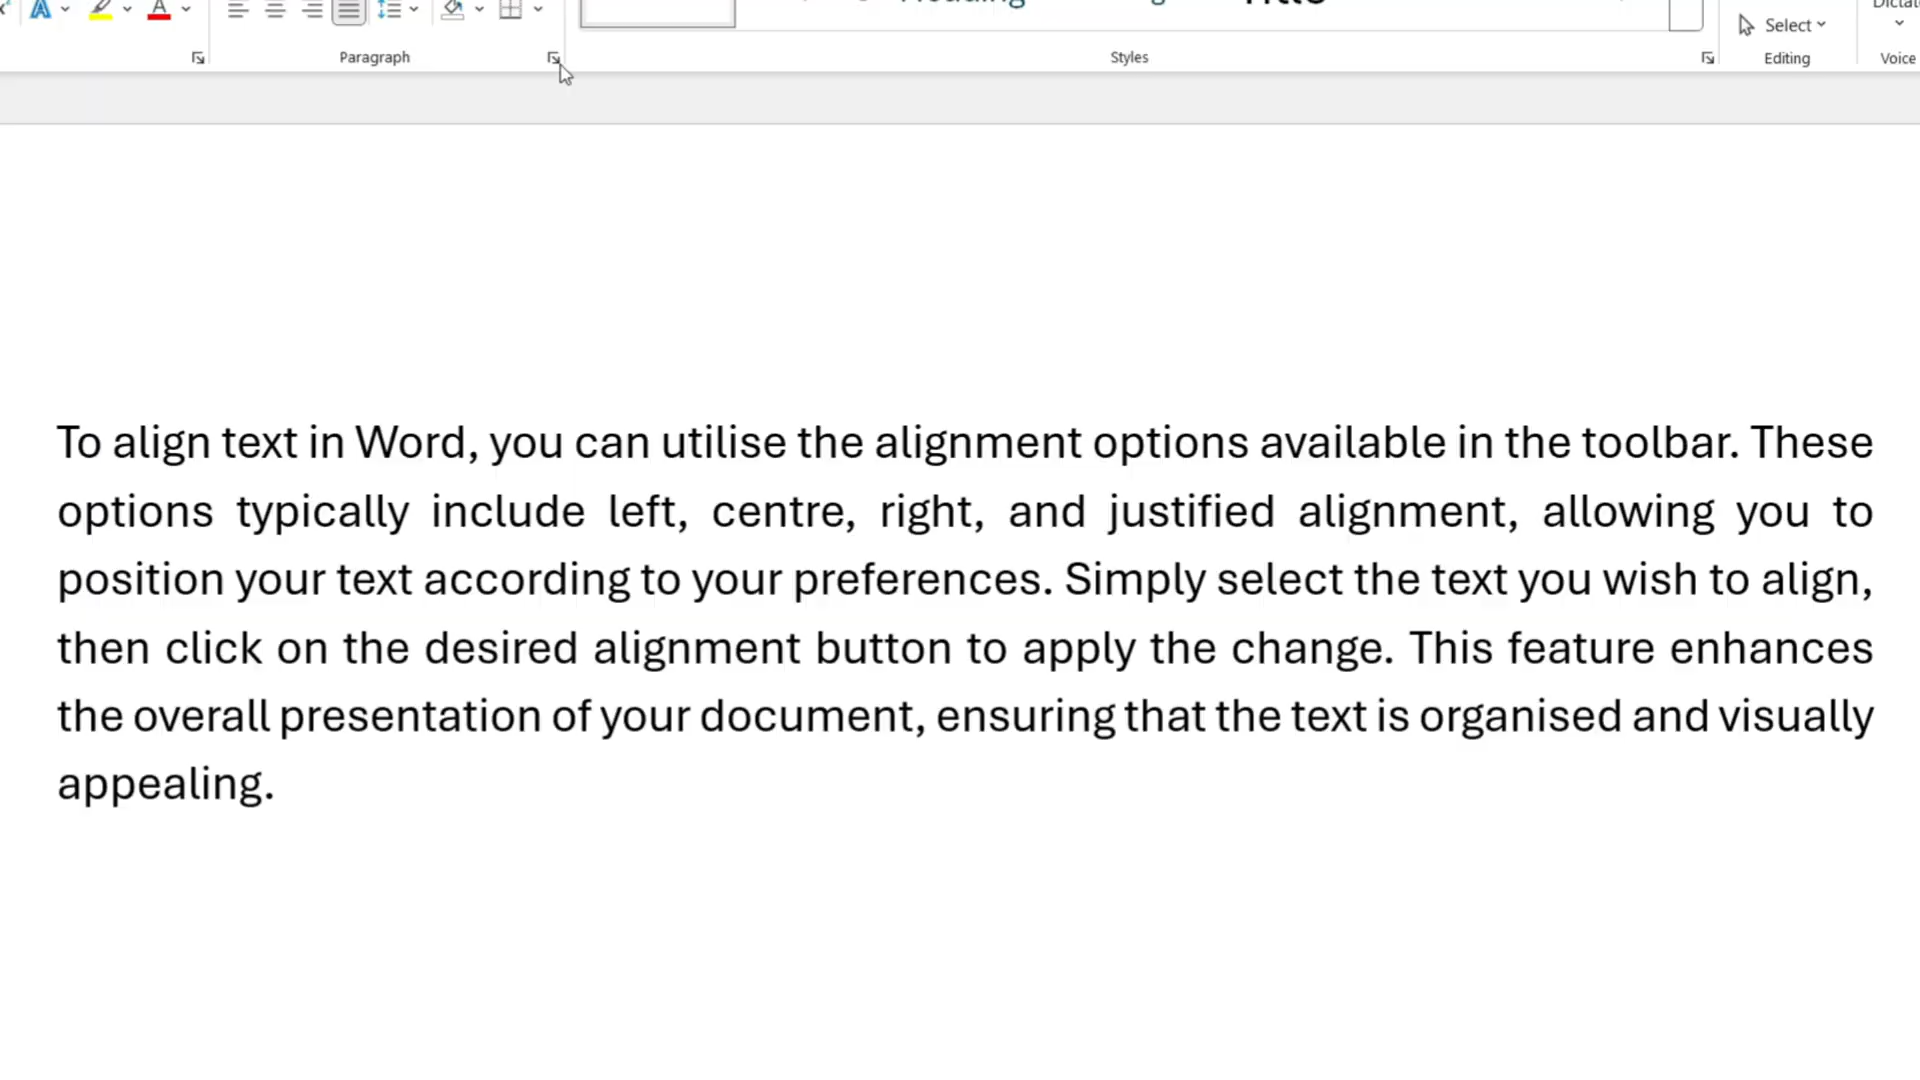 Select
Paragraph
Styles
Editing
Voice
To align text in Word, you can utilise the alignment options available in the toolbar. These
options typically include left, centre, right, and justified alignment, allowing you to
position your text according to your preferences. Simply select the text you wish to align,
then click on the desired alignment button to apply the change. This feature enhances
the overall presentation of your document, ensuring that the text is organised and visually
appealing.